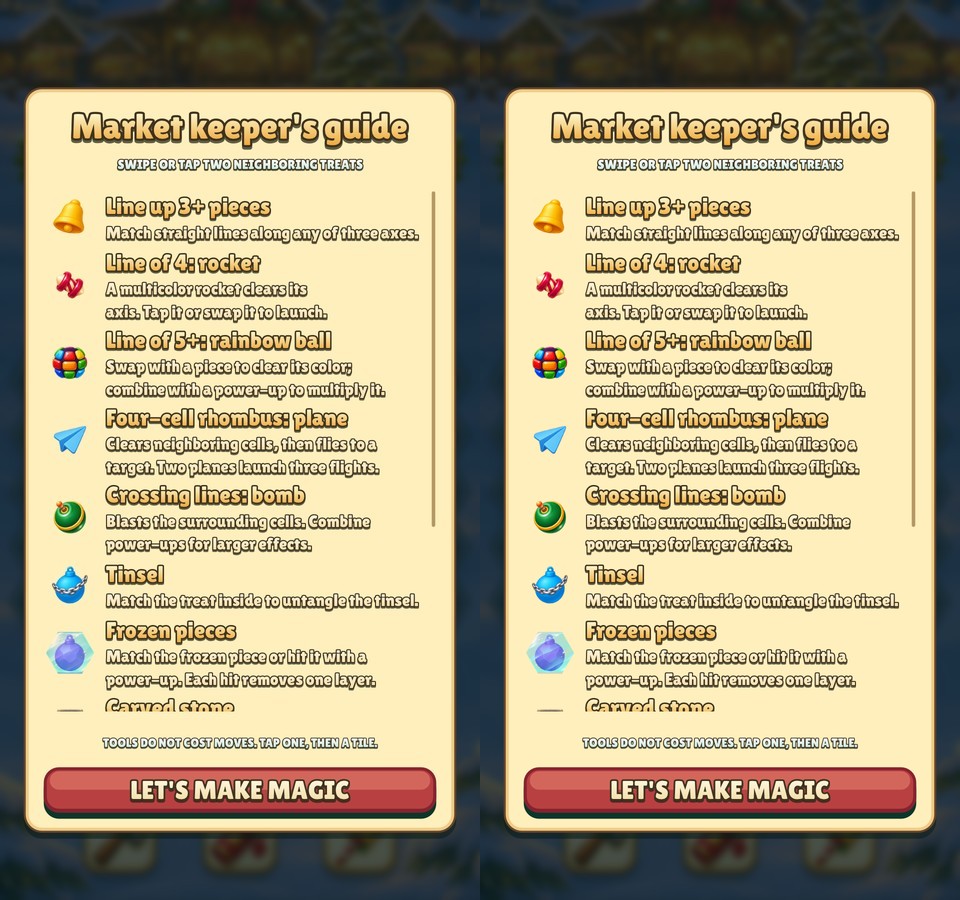 Market keeper's guide
SWIPE OR TAP TWO NEIGHBORING TREATS
Line up 3+ pieces
Match straight lines along any of three axes.
Line of 4: rocket
A multicolor rocket clears its
axis. Tap it or swap it to launch.
Line of 5+: rainbow ball
Swap with a piece to clear its color;
combine with a power-up to multiply it.
Four-cell rhombus: plane
Clears neighboring cells, then flies to a
target. Two planes launch three flights.
Crossing lines: bomb
Blasts the surrounding cells. Combine
power-ups for larger effects.
Tinsel
Match the treat inside to untangle the tinsel.
Frozen pieces
Match the frozen piece or hit it with a
power-up. Each hit removes one layer.
Carved stone
TOOLS DO NOT COST MOVES. TAP ONE, THEN A TILE.
LET'S MAKE MAGIC
Market keeper's guide
SWIPE OR TAP TWO NEIGHBORING TREATS
Line up 3+ pieces
Match straight lines along any of three axes.
Line of 4: rocket
A multicolor rocket clears its
axis. Tap it or swap it to launch.
Line of 5+: rainbow ball
Swap with a piece to clear its color;
combine with a power-up to multiply it.
Four-cell rhombus: plane
Clears neighboring cells, then flies to a
target. Two planes launch three flights.
Crossing lines: bomb
Blasts the surrounding cells. Combine
power-ups for larger effects.
Tinsel
Match the treat inside to untangle the tinsel.
Frozen pieces
Match the frozen piece or hit it with a
power-up. Each hit removes one layer.
Carved stone
TOOLS DO NOT COST MOVES. TAP ONE, THEN A TILE.
LET'S MAKE MAGIC